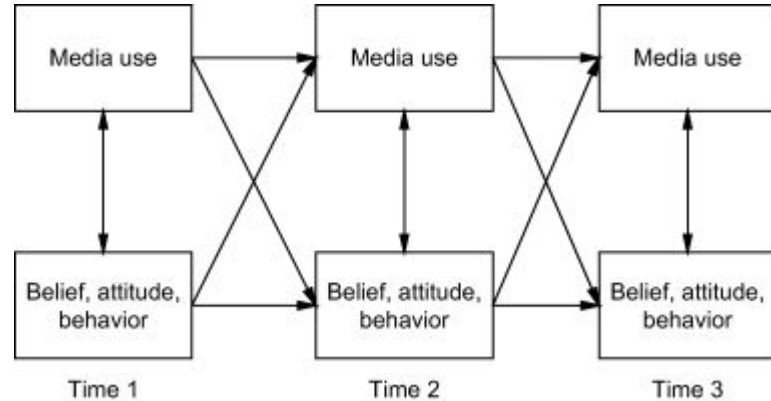 Media use
Media use
Media use
Belief, attitude,
behavior
Belief, attitude,
behavior
Belief, attitude,
behavior
Time 1
Time 2
Time 3